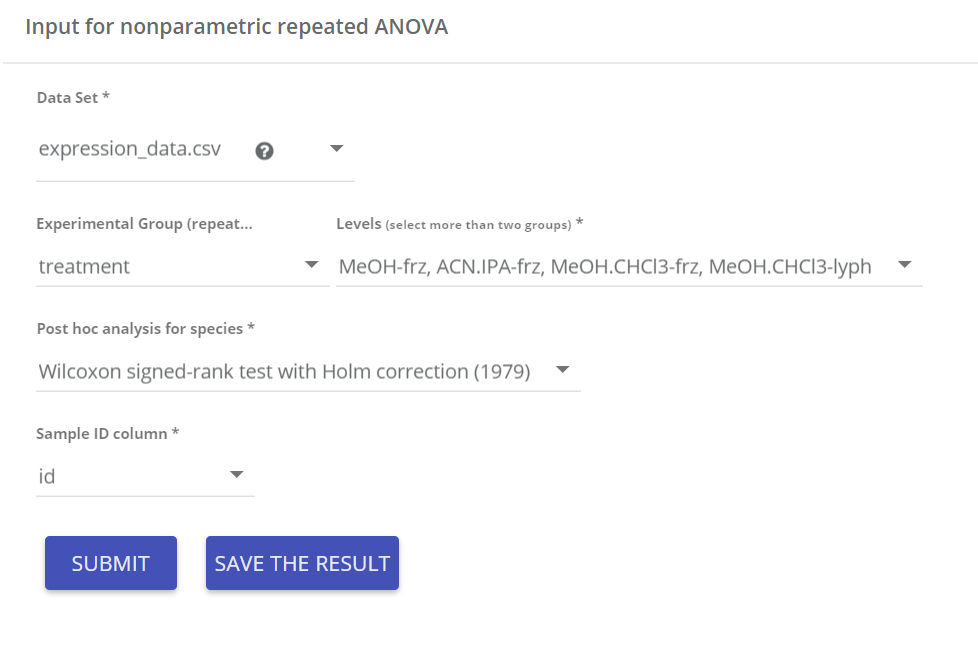 Input for nonparametric repeated ANOVA
Data Set *
expression_data.csv ?
Experimental Group (repeat... Levels (select more than two groups) *
treatment MeOH-frz, ACN.IPA-frz, MeOH.CHCl3-frz, MeOH.CHCl3-lyph
Post hoc analysis for species *
Wilcoxon signed-rank test with Holm correction (1979)
Sample ID column *
id
SUBMIT SAVE THE RESULT